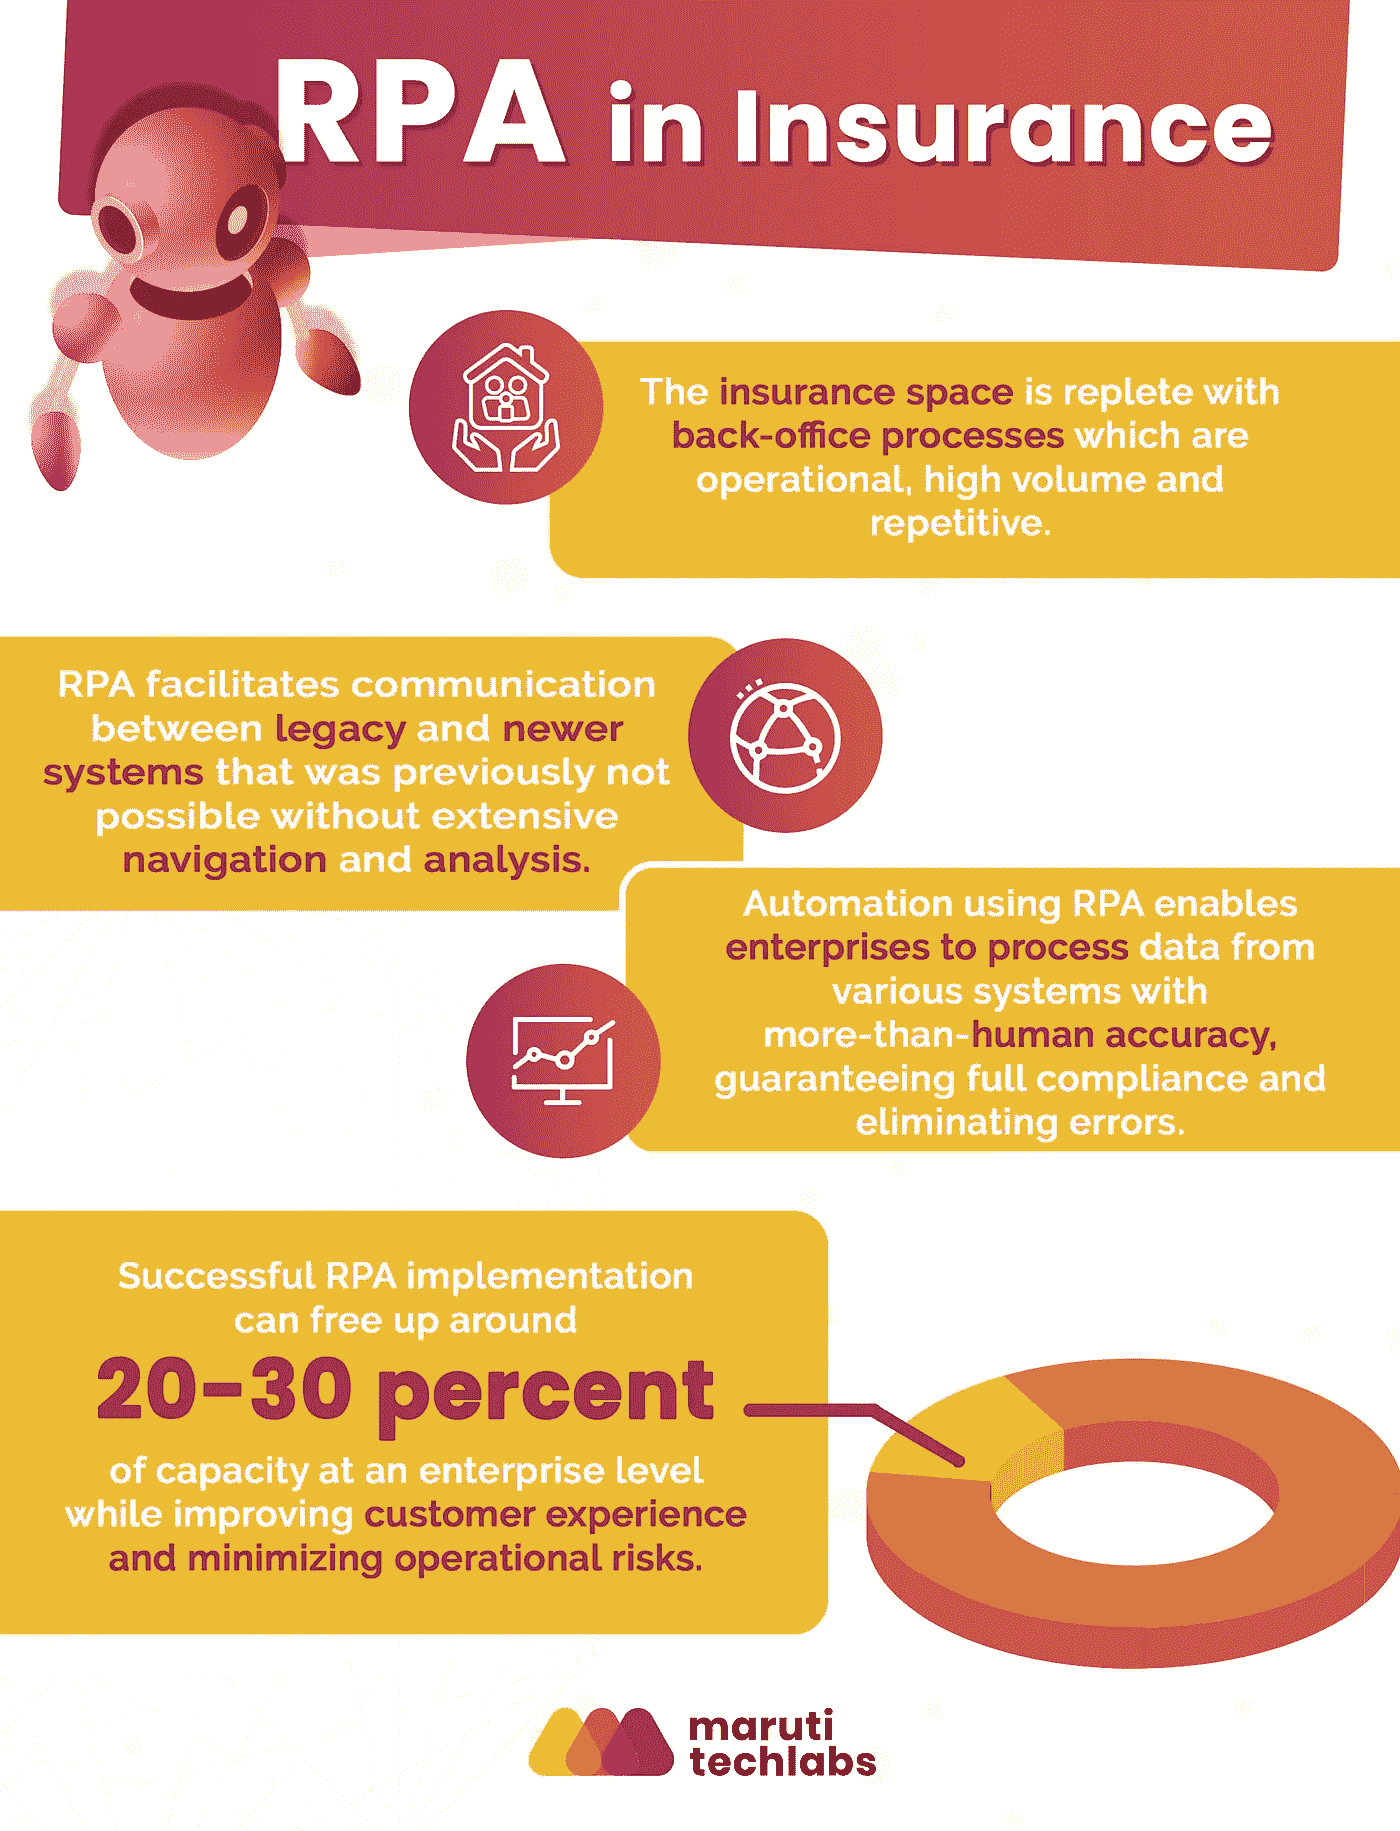 RPA in Insurance
The insurance space is replete with
back-office processes which are
operational, high volume and
repetitive.
RPA facilitates communication
between legacy and newer
systems that was previously not
possible without extensive
navigation and analysis.
Automation using RPA enables
enterprises to process data from
various systems with
more-than-human accuracy,
guaranteeing full compliance and
eliminating errors.
Successful RPA implementation
can free up around
20-30 percent
of capacity at an enterprise level
while improving customer experience
and minimizing operational risks.
maruti
techlabs